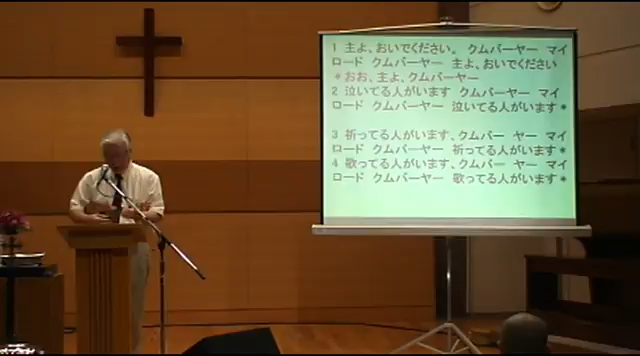 1 主よ、おいでください。 クムバーヤー マイ
ロード クムバーヤー 主よ、おいでください
*おお、主よ、クムバーヤー
2 泣いてる人がいます クムバーヤー マイ
ロード クムバーヤー 泣いてる人がいます*
3 祈ってる人がいます、クムバー ヤー マイ
ロード クムバーヤー 祈ってる人がいます*
4 歌ってる人がいます、クムバー ヤー マイ
ロード クムバーヤー 歌ってる人がいます*